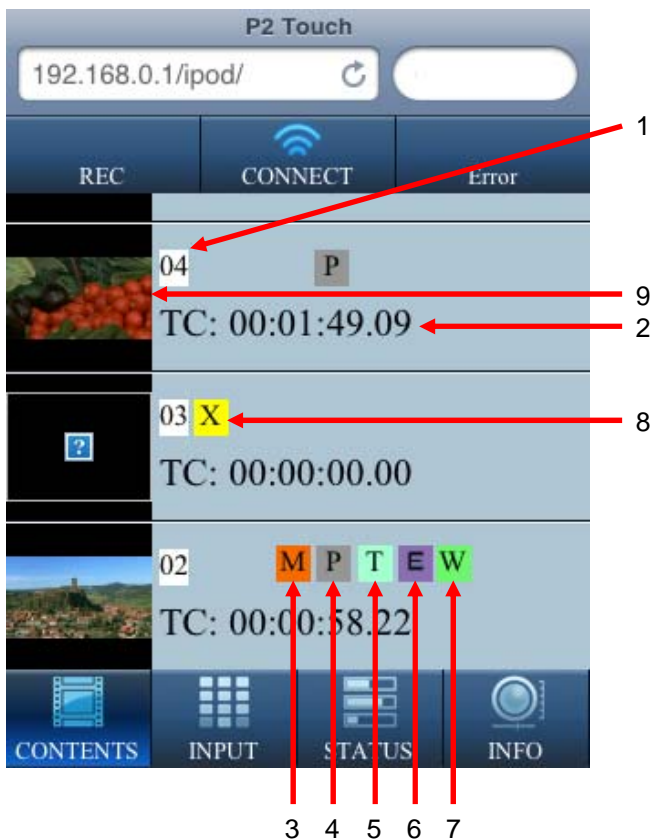 P2 Touch
192.168.0.1/ipod/
REC CONNECT Error
1
04 P
9
TC: 00:01:49.09
2
03 X
8
?
TC: 00:00:00.00
02 M P T E W
TC: 00:00:58.22
CONTENTS INPUT STATUS INFO
3 4 5 6 7